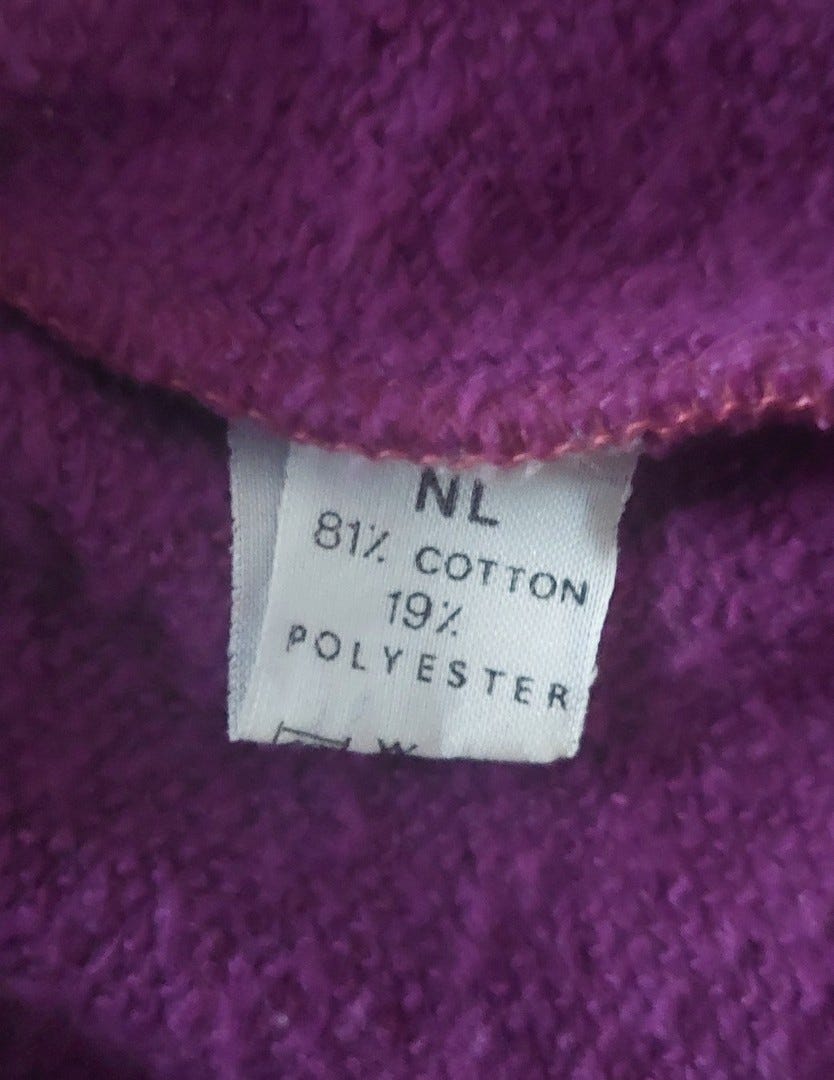 NL
81% COTTON
19%
POLYESTER